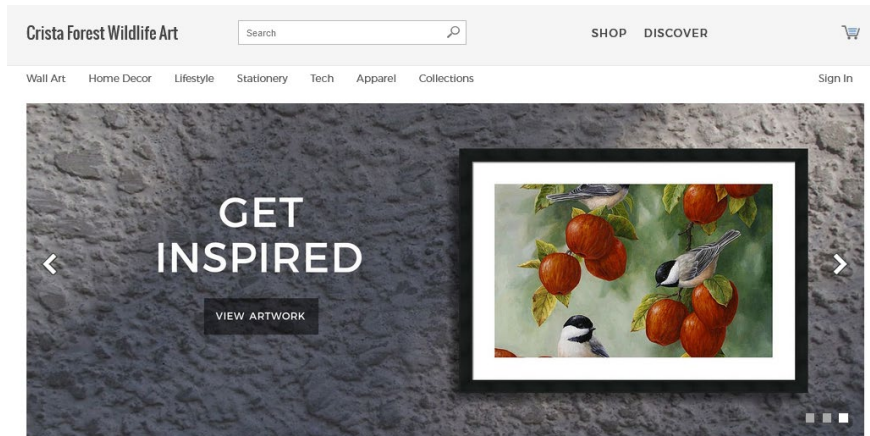 Crista Forest Wildlife Art
Search
SHOP DISCOVER
Wall Art Home Decor Lifestyle Stationery Tech Apparel Collections Sign In
GET
INSPIRED
VIEW ARTWORK